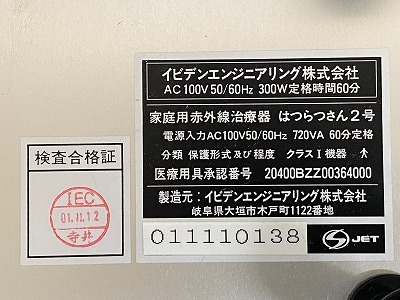 検査合格証
IEC
01.11.12
寺井
イビデンエンジニアリング株式会社
AC100V 50/60Hz 300W定格時間60分
家庭用赤外線治療器 はつらつさん2号
電源入力AC100V50/60Hz 720VA 60分定格
分類 保護形式及び程度 クラスI機器
医療用具承認番号 20400BZZ00364000
製造元:イビデンエンジニアリング株式会社
岐阜県大垣市木戸町1122番地
011110138
S JET